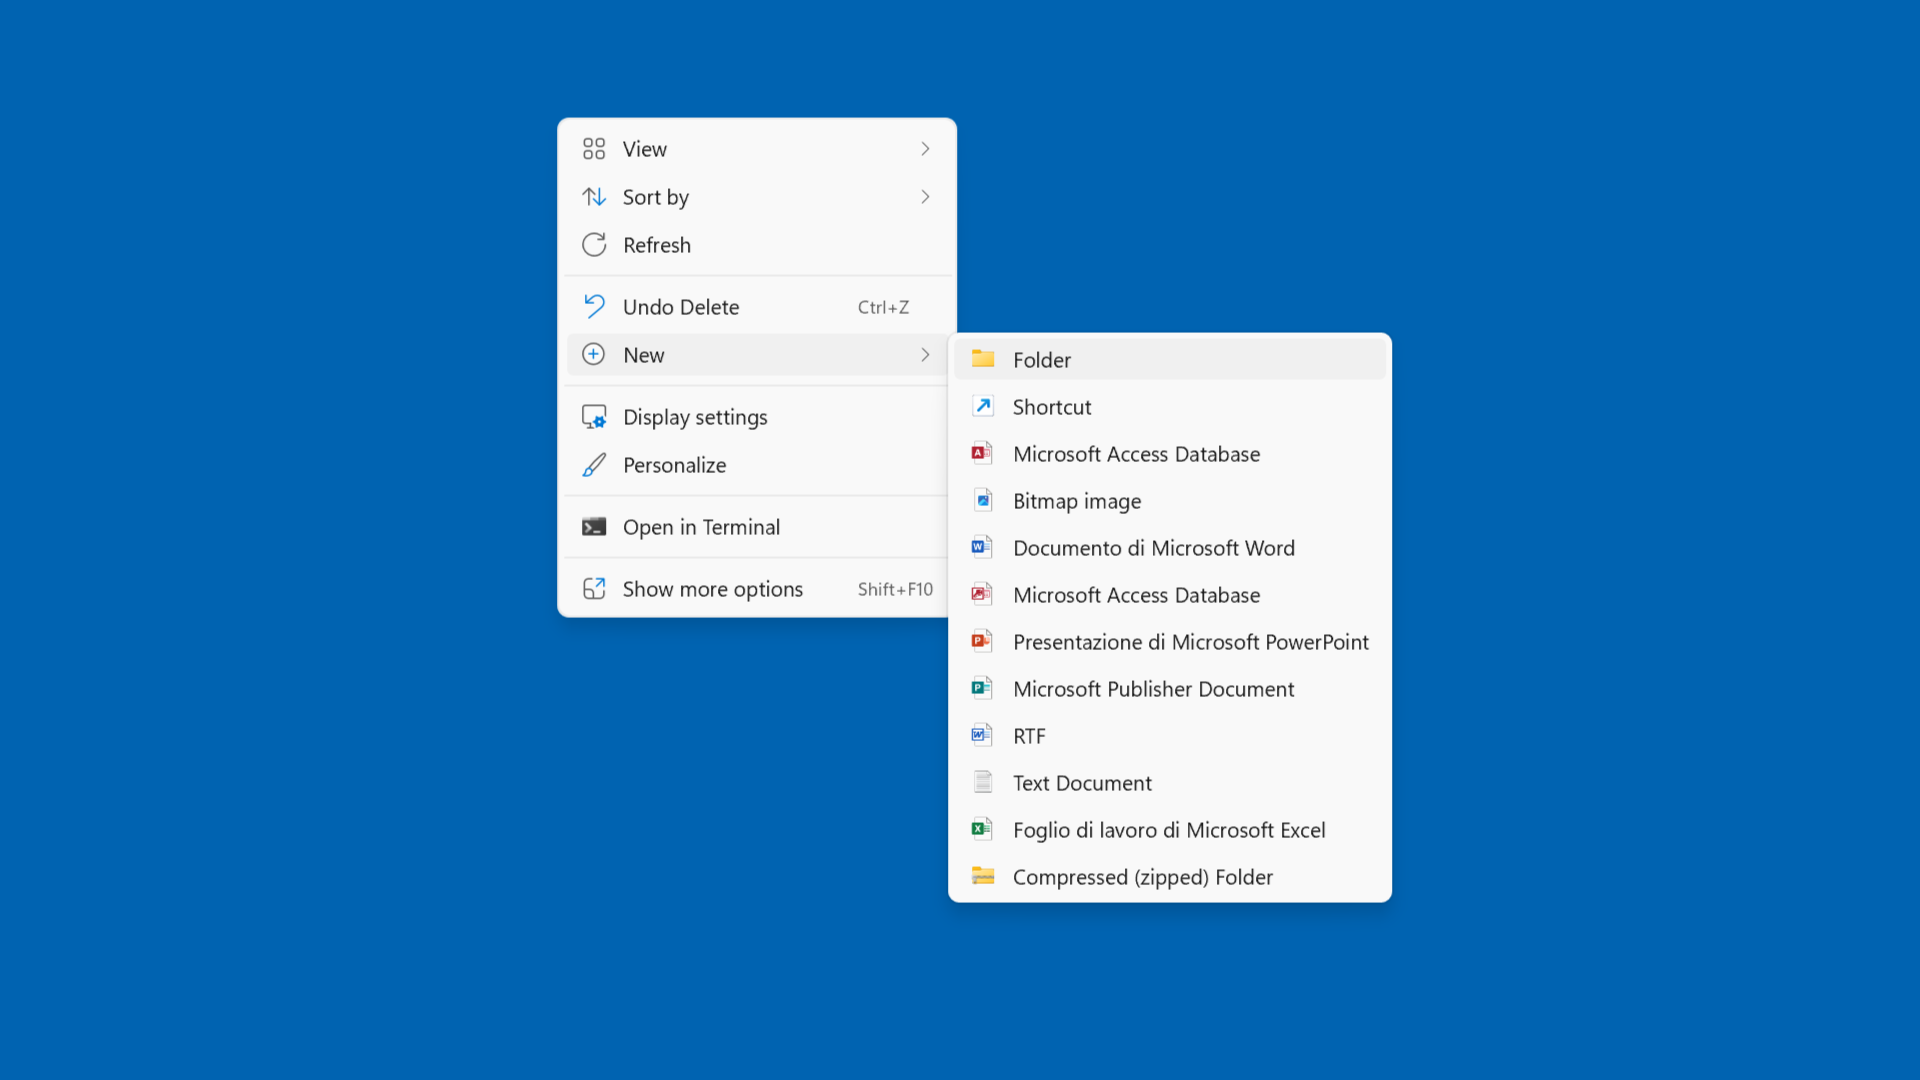 View
Sort by
Refresh
Undo Delete Ctrl+Z
New
Display settings
Personalize
Open in Terminal
Show more options Shift+F10
Folder
Shortcut
Microsoft Access Database
Bitmap image
Documento di Microsoft Word
Microsoft Access Database
Presentazione di Microsoft PowerPoint
Microsoft Publisher Document
RTF
Text Document
Foglio di lavoro di Microsoft Excel
Compressed (zipped) Folder